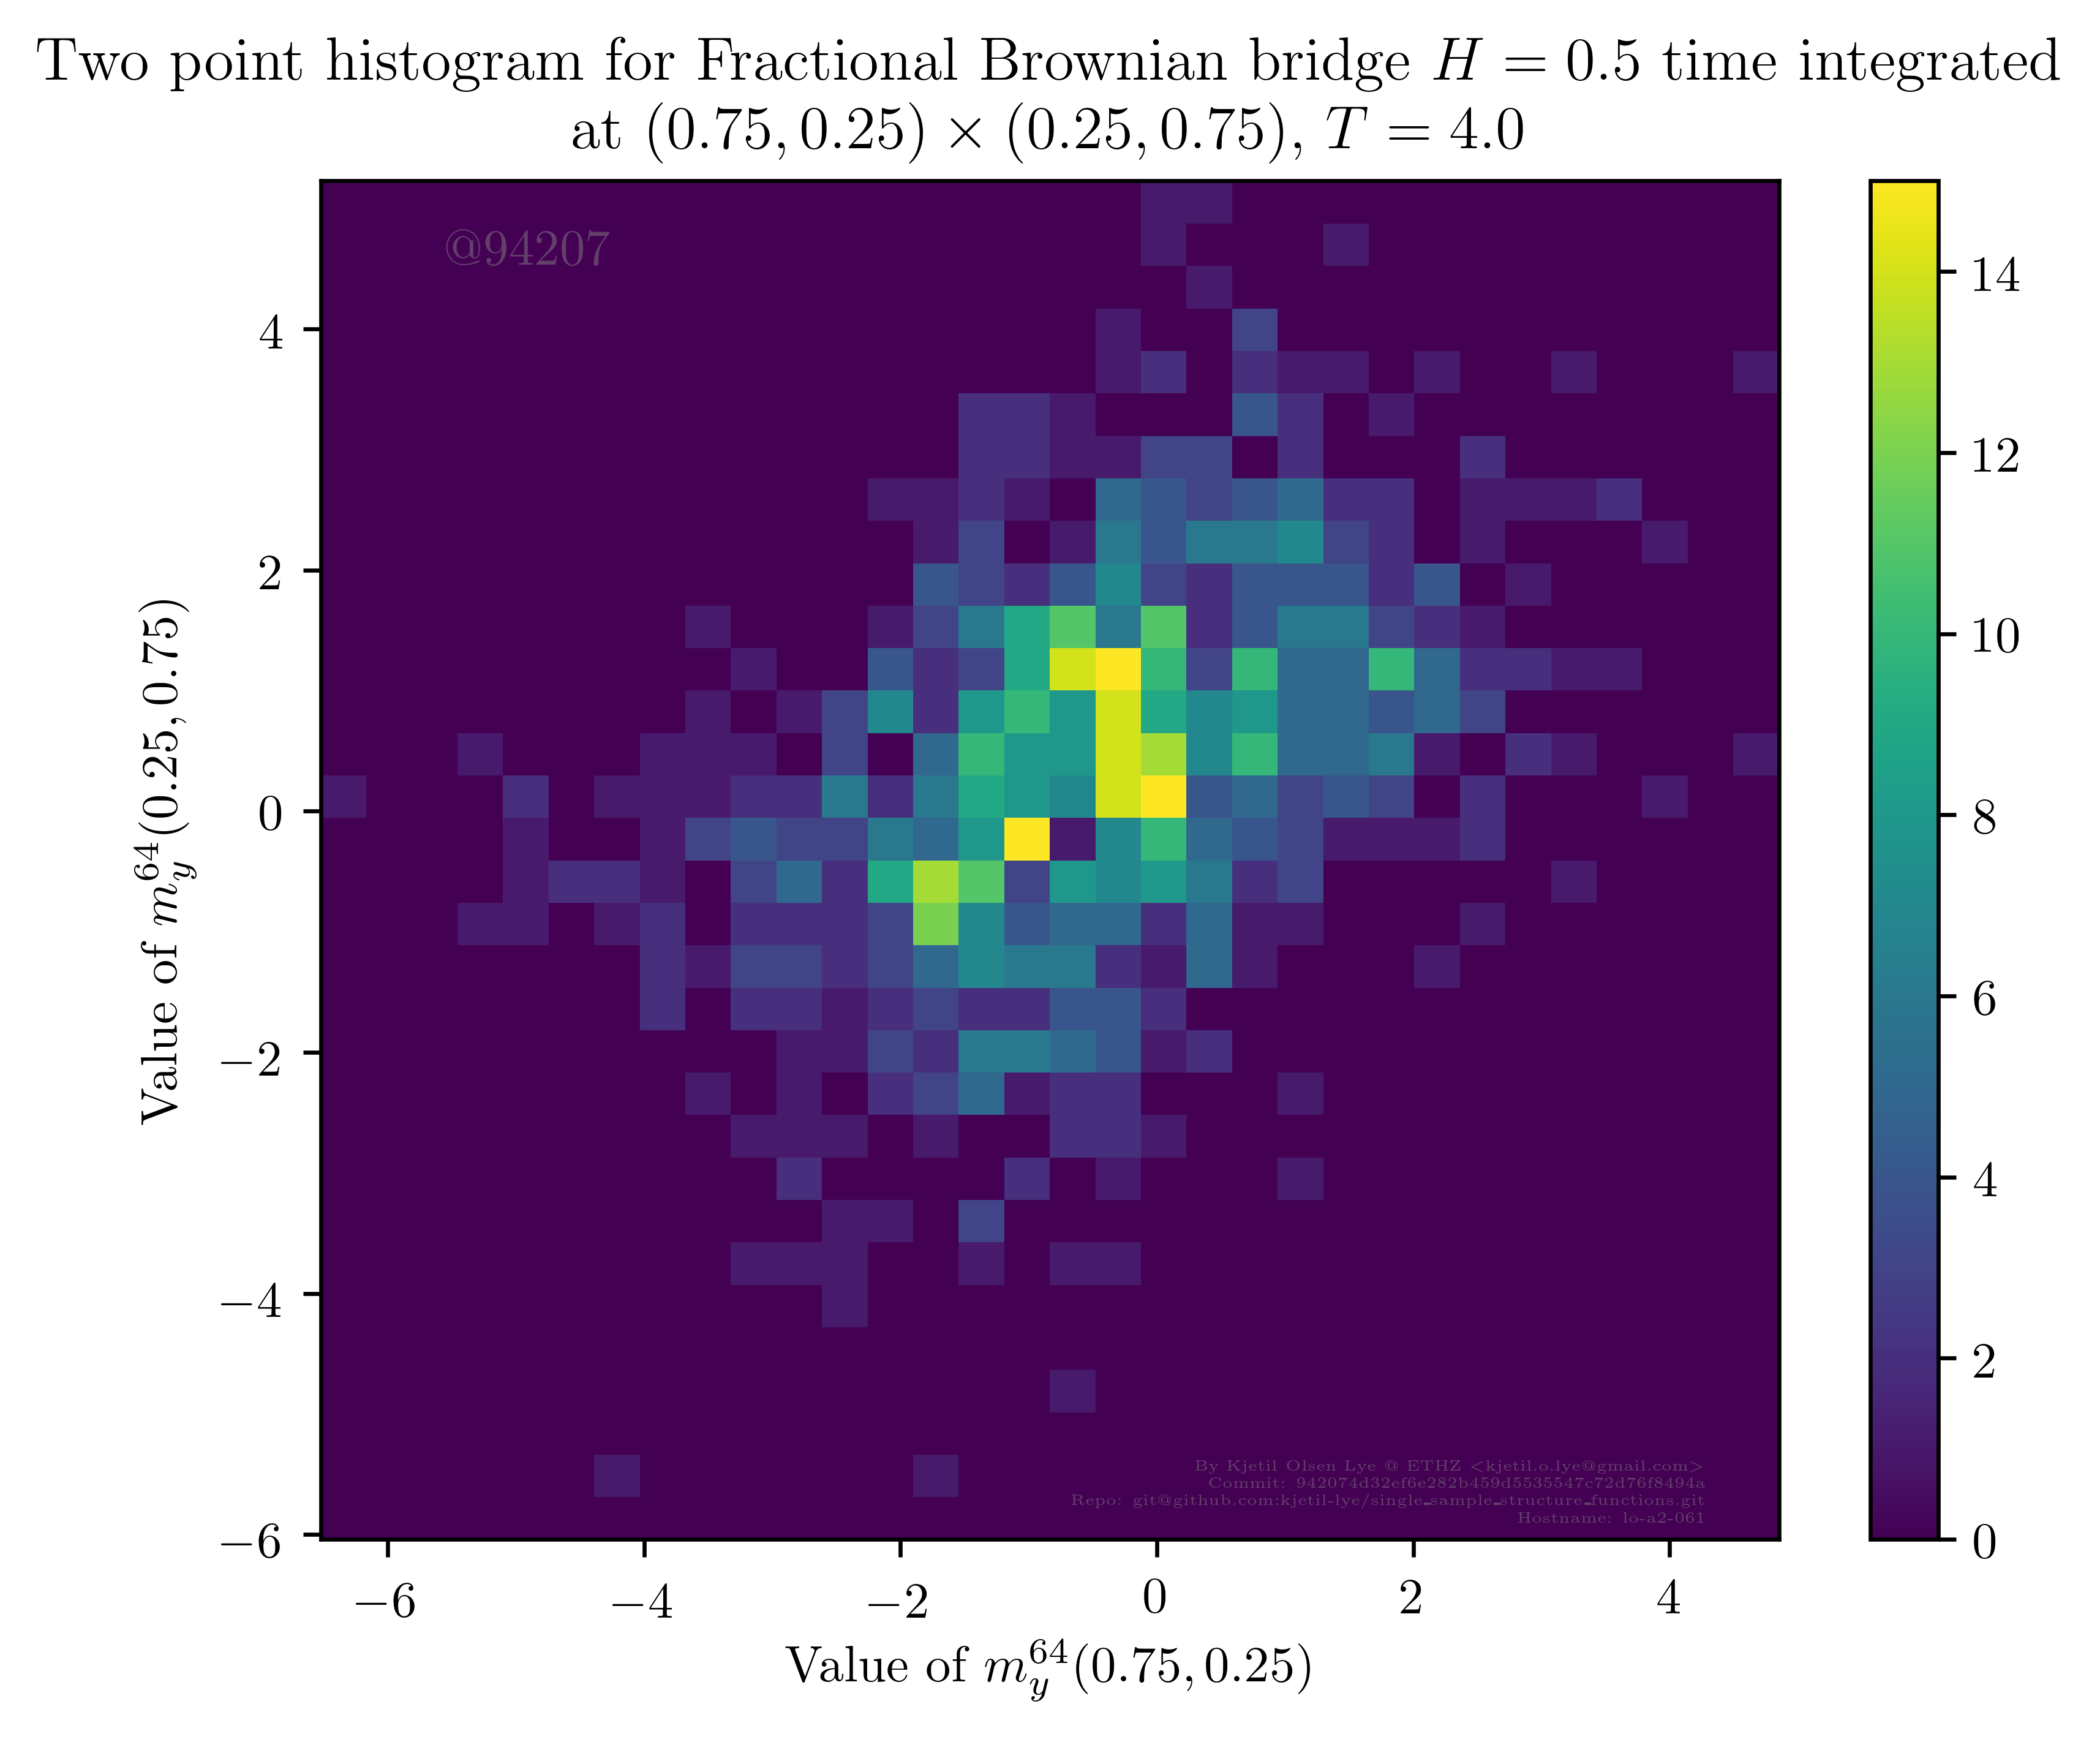 Two point histogram for Fractional Brownian bridge H = 0.5 time integrated
at (0.75, 0.25) × (0.25, 0.75), T = 4.0
@94207
Value of m_y^64(0.25, 0.75)
4
2
0
−2
−4
−6
−6
−4
−2
0
2
4
Value of m_y^64(0.75, 0.25)
14
12
10
8
6
4
2
0
By Kjetil Olsen Lye @ ETHZ <kjetil.o.lye@gmail.com>
Commit: 942074d32ef6e282b459d5535547c72d76f8494a
Repo: git@github.com:kjetil-lye/single_sample_structure_functions.git
Hostname: lo-a2-061